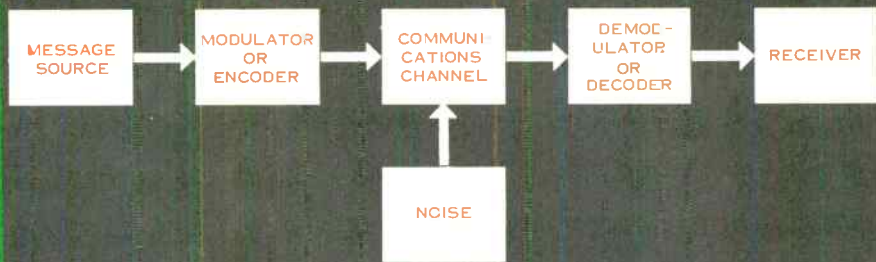 MESSAGE
SOURCE
MODULATOR
OR
ENCODER
COMMUNI-
CATIONS
CHANNEL
DEMOD-
ULATOR
OR
DECODER
RECEIVER
NOISE